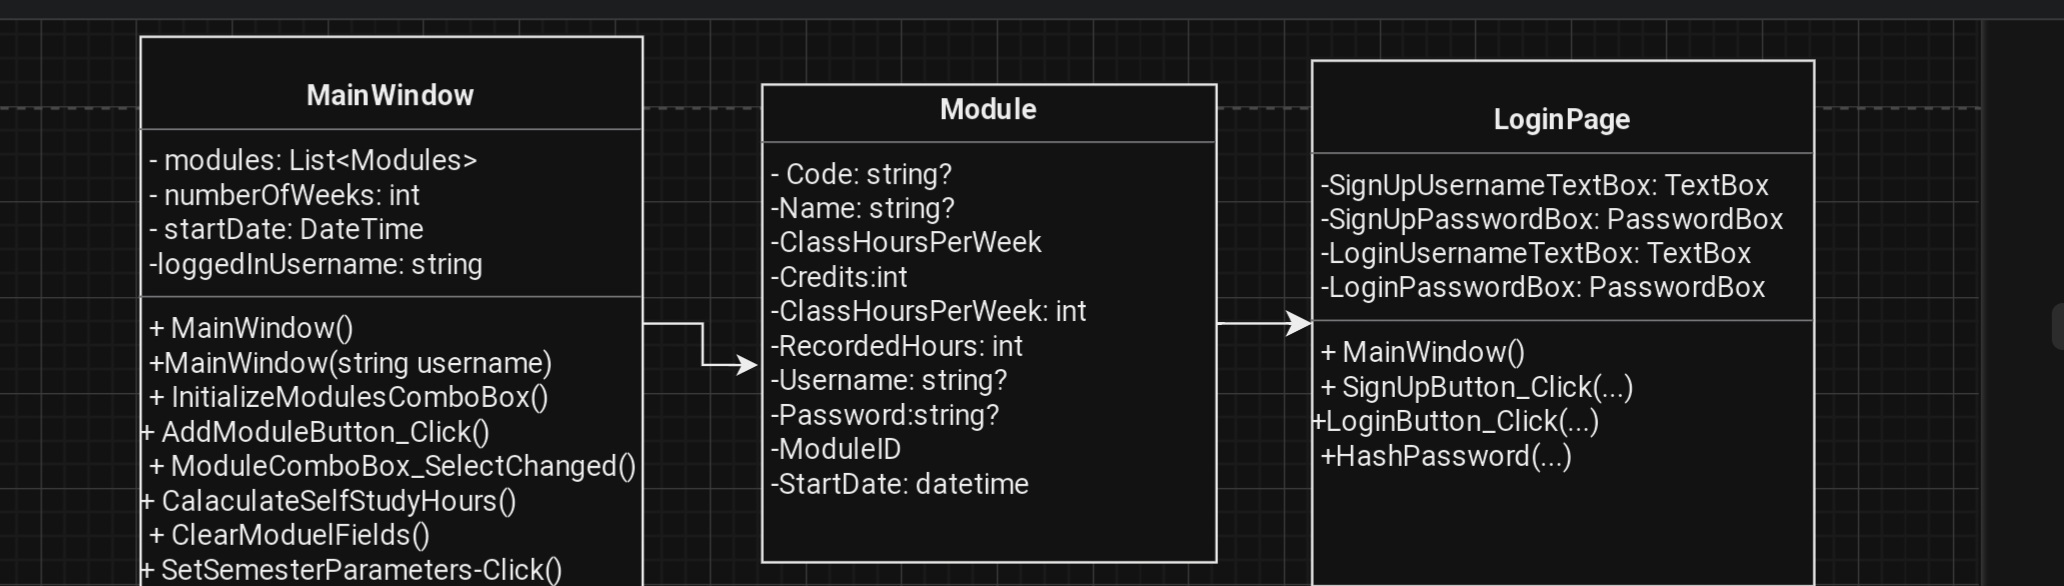 MainWindow
- modules: List<Modules>
- numberOfWeeks: int
- startDate: DateTime
-loggedInUsername: string
+ MainWindow()
+MainWindow(string username)
+ InitializeModulesComboBox()
+ AddModuleButton_Click()
+ ModuleComboBox_SelectChanged()
+ CalaculateSelfStudyHours()
+ ClearModuelFields()
+ SetSemesterParameters-Click()
Module
- Code: string?
-Name: string?
-ClassHoursPerWeek
-Credits:int
-ClassHoursPerWeek: int
-RecordedHours: int
-Username: string?
-Password:string?
-ModuleID
-StartDate: datetime
LoginPage
-SignUpUsernameTextBox: TextBox
-SignUpPasswordBox: PasswordBox
-LoginUsernameTextBox: TextBox
-LoginPasswordBox: PasswordBox
+ MainWindow()
+ SignUpButton_Click(...)
+LoginButton_Click(...)
+HashPassword(...)